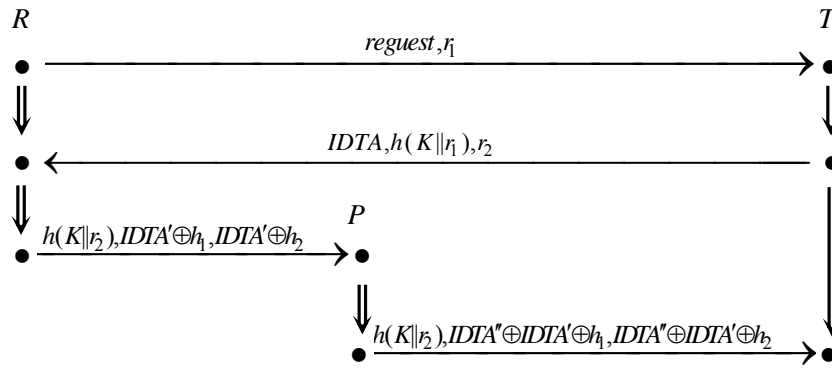 R T
reguest,r₁
IDTA,h(K||r₁),r₂
P
h(K||r₂),IDTA′⊕h₁,IDTA′⊕h₂
h(K||r₂),IDTA″⊕IDTA′⊕h₁,IDTA″⊕IDTA′⊕h₂